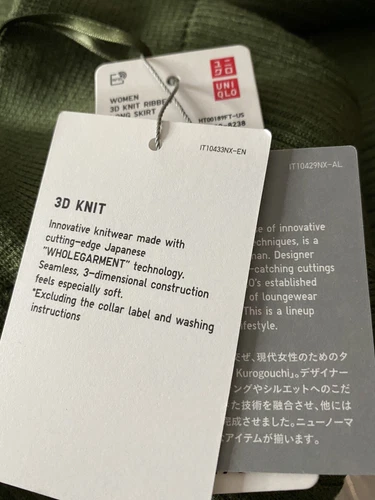 ユニ
クロ
UNI
QLO
WOMEN
3D KNIT RIBBE
SKIRT
IT10433NX-EN
3D KNIT
Innovative knitwear made with
cutting-edge Japanese
"WHOLEGARMENT" technology.
Seamless, 3-dimensional construction
feels especially soft.
*Excluding the collar label and washing
instructions
IT10429NX-AL
se of innovative
echniques, is a
man. Designer
-catching cuttings
O's established
of loungewear
This is a lineup
lifestyle.
ぜ、現代女性のためのタ
Kurogouchi」。デザイナー
ングやシルエットへのこだ
た技術を融合させ、他には
完成させました。ニューノーマ
アイテムが揃います。